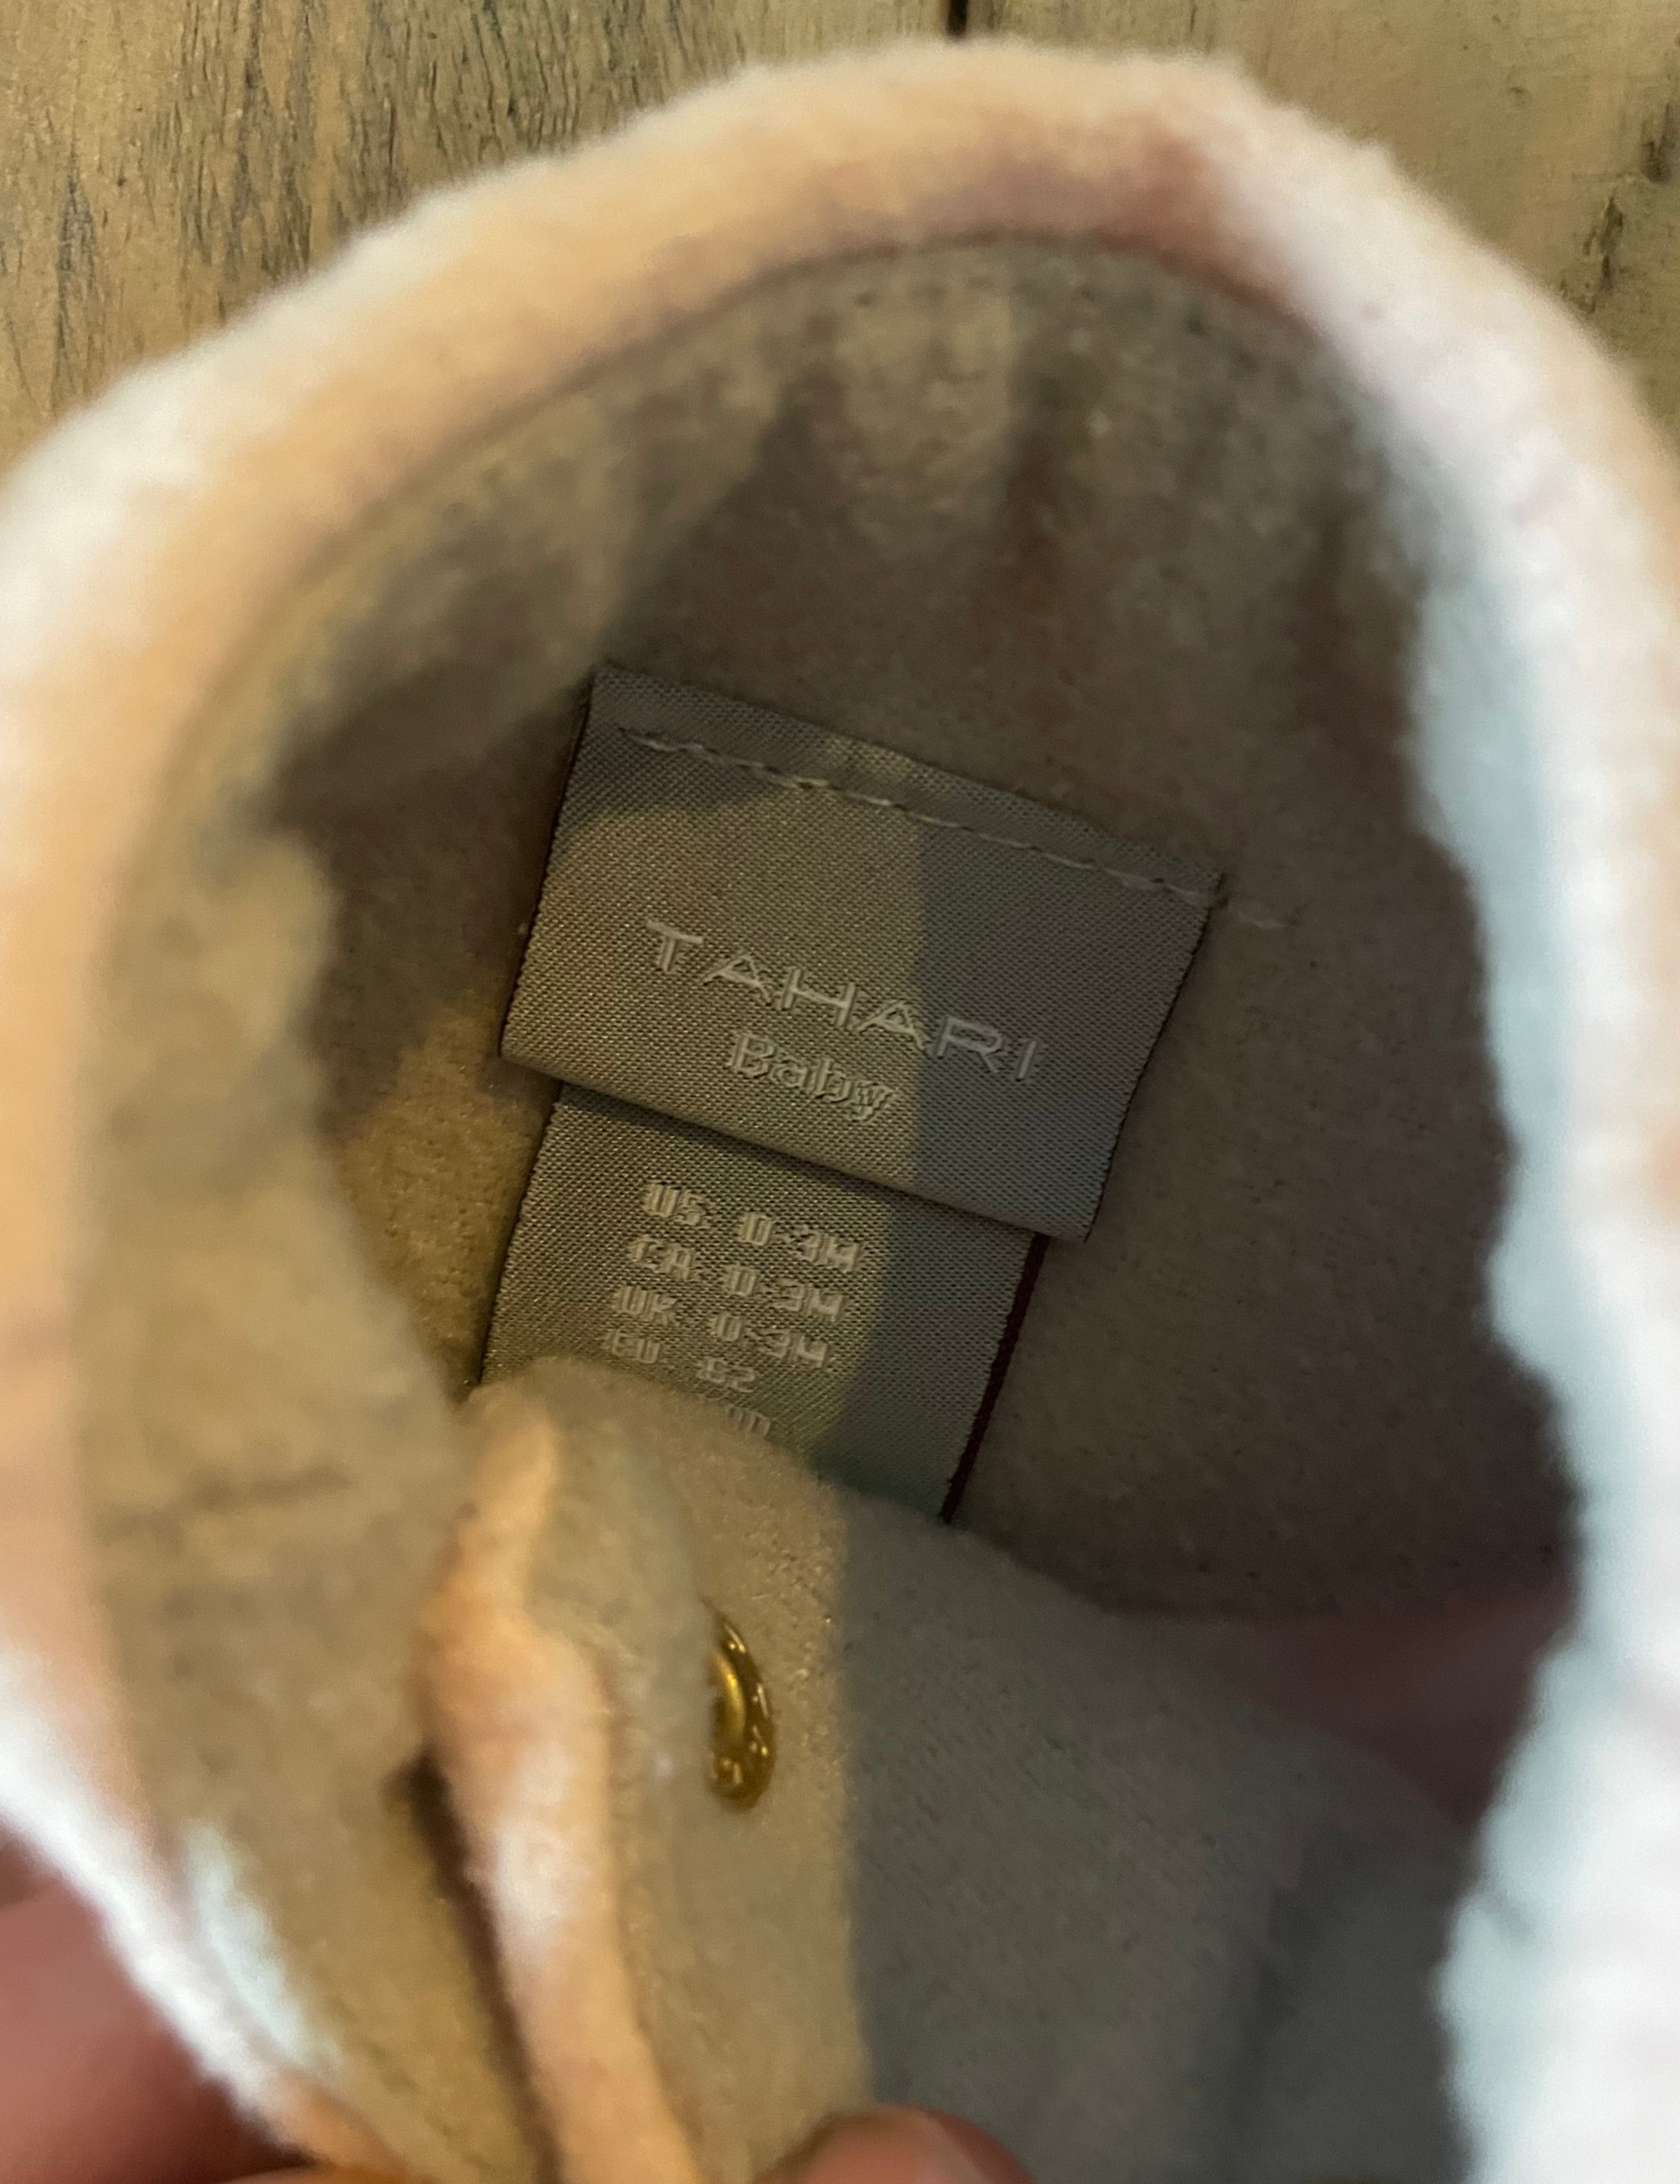 TAHARI
Baby
US: 0-3M
CA: 0-3M
UK: 0-3M
EU: 62